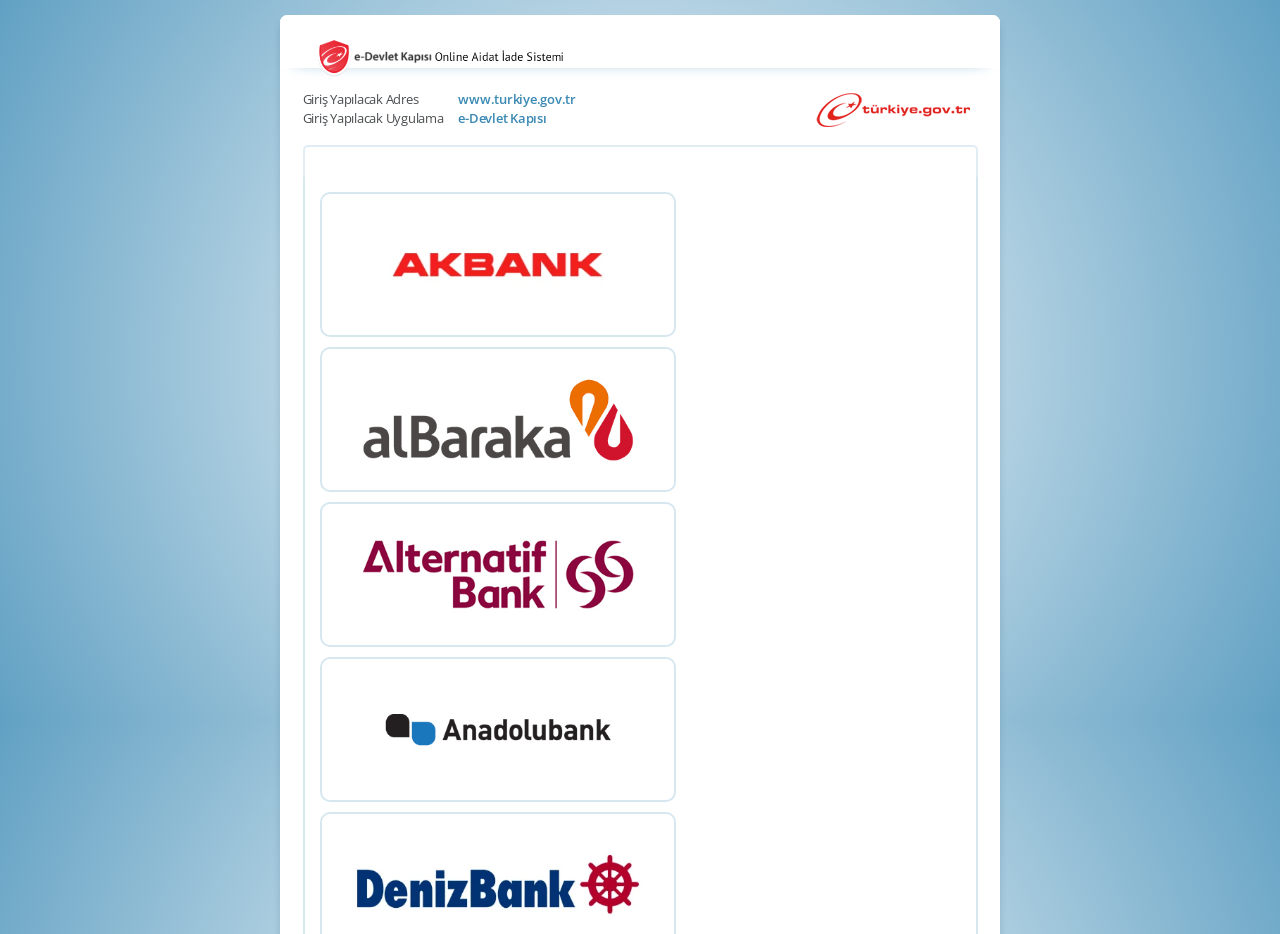 e-Devlet Kapısı Online Aidat İade Sistemi
Giriş Yapılacak Adres www.turkiye.gov.tr
Giriş Yapılacak Uygulama e-Devlet Kapısı
türkiye.gov.tr
AKBANK
alBaraka
Alternatif
Bank
Anadolubank
DenizBank